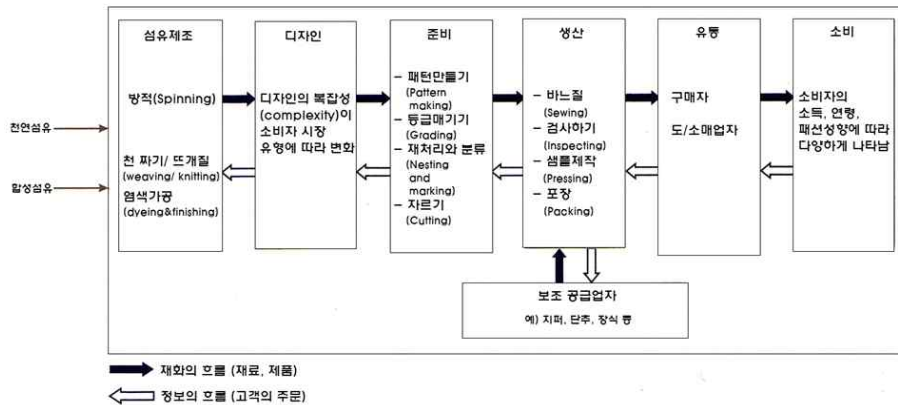 섬유제조
방적(Spinning)
천 짜기/ 뜨개질
(weaving/ knitting)
염색가공
(dyeing&finishing)
천연섬유
합성섬유
디자인
디자인의 복잡성
(complexity)이
소비자 시장
유형에 따라 변화
준비
– 패턴만들기
(Pattern
making)
– 등급매기기
(Grading)
– 재처리와 분류
(Nesting
and
marking)
– 자르기
(Cutting)
생산
– 바느질
(Sewing)
– 검사하기
(Inspecting)
– 샘플제작
(Pressing)
– 포장
(Packing)
유통
구매자
도/소매업자
소비
소비자의
소득, 연령,
패션성향에 따라
다양하게 나타남
보조 공급업자
예) 지퍼, 단추, 장식 등
재화의 흐름 (재료, 제품)
정보의 흐름 (고객의 주문)